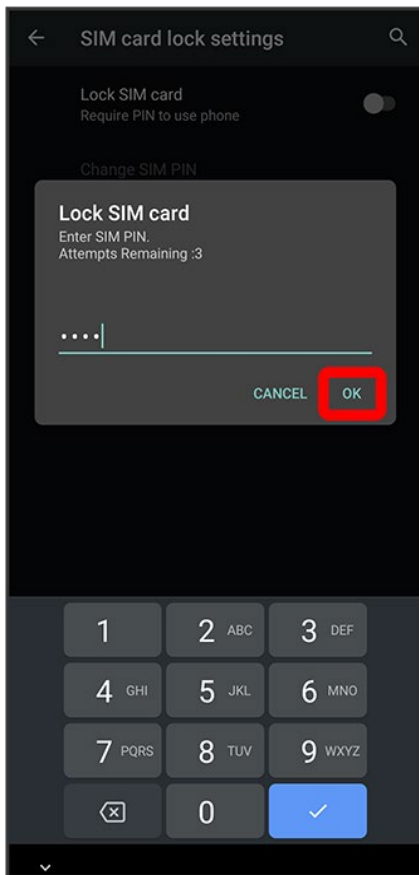 SIM card lock settings
Lock SIM card
Require PIN to use phone
Change SIM PIN
Lock SIM card
Enter SIM PIN.
Attempts Remaining :3
••••
CANCEL OK
1 2 ABC 3 DEF
4 GHI 5 JKL 6 MNO
7 PQRS 8 TUV 9 WXYZ
0